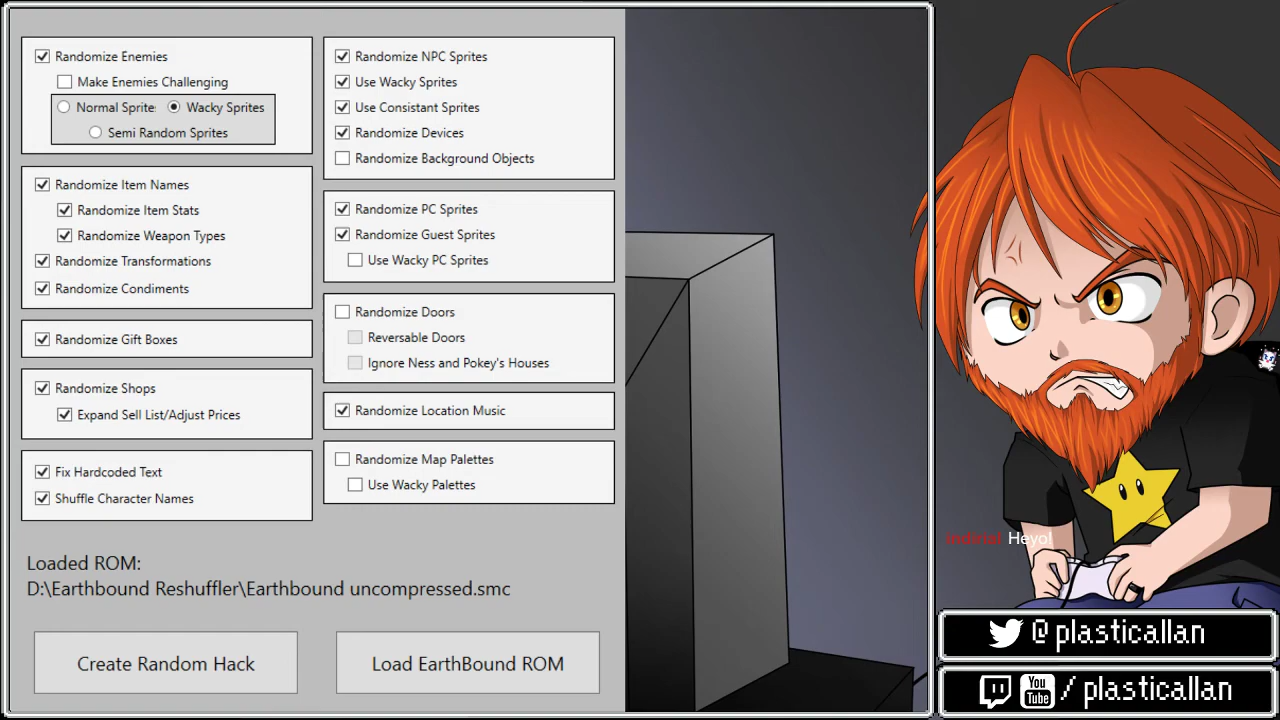 Randomize Enemies
Make Enemies Challenging
Normal Sprite: Wacky Sprites
Semi Random Sprites
Randomize Item Names
Randomize Item Stats
Randomize Weapon Types
Randomize Transformations
Randomize Condiments
Randomize Gift Boxes
Randomize Shops
Expand Sell List/Adjust Prices
Fix Hardcoded Text
Shuffle Character Names
Randomize NPC Sprites
Use Wacky Sprites
Use Consistant Sprites
Randomize Devices
Randomize Background Objects
Randomize PC Sprites
Randomize Guest Sprites
Use Wacky PC Sprites
Randomize Doors
Reversable Doors
Ignore Ness and Pokey's Houses
Randomize Location Music
Randomize Map Palettes
Use Wacky Palettes
Loaded ROM:
D:\Earthbound Reshuffler\Earthbound uncompressed.smc
Create Random Hack
Load EarthBound ROM
indirial Heyo!
@plasticallan
You Tube / plasticallan